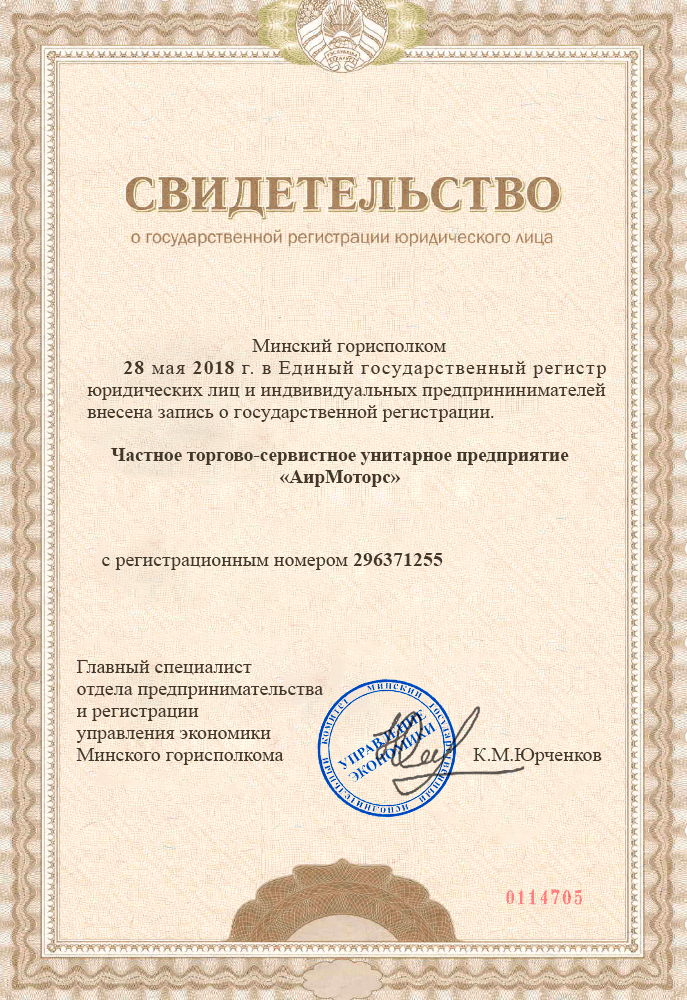 СВИДЕТЕЛЬСТВО
о государственной регистрации юридического лица
Минский горисполком
28 мая 2018 г. в Единый государственный регистр
юридических лиц и индвивидуальных предпрининимателей
внесена запись о государственной регистрации.
Частное торгово-сервистное унитарное предприятие
«АирМоторс»
с регистрационным номером 296371255
Главный специалист
отдела предпринимательства
и регистрации
управления экономики
Минского горисполкома
минский государственный исполнительный комитет
УПРАВЛЕНИЕ
ЭКОНОМИКИ
К.М.Юрченков
0114705